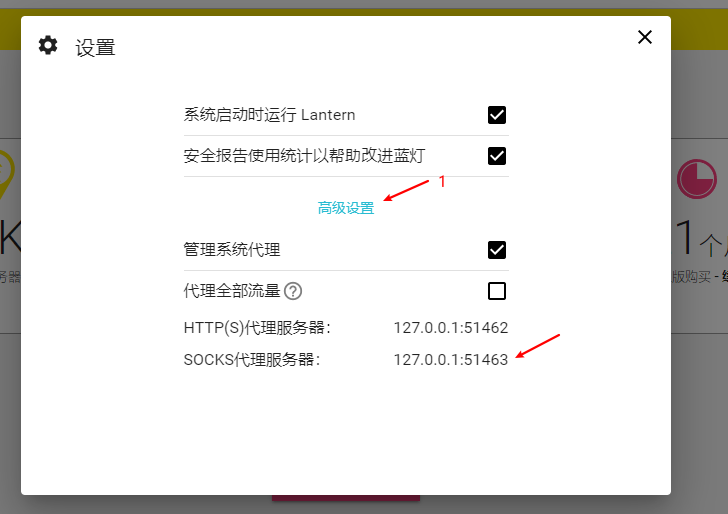 设置
系统启动时运行 Lantern
安全报告使用统计以帮助改进蓝灯
1
高级设置
管理系统代理
代理全部流量 ?
HTTP(S)代理服务器: 127.0.0.1:51462
SOCKS代理服务器: 127.0.0.1:51463
K
务器
1个月
版购买 -